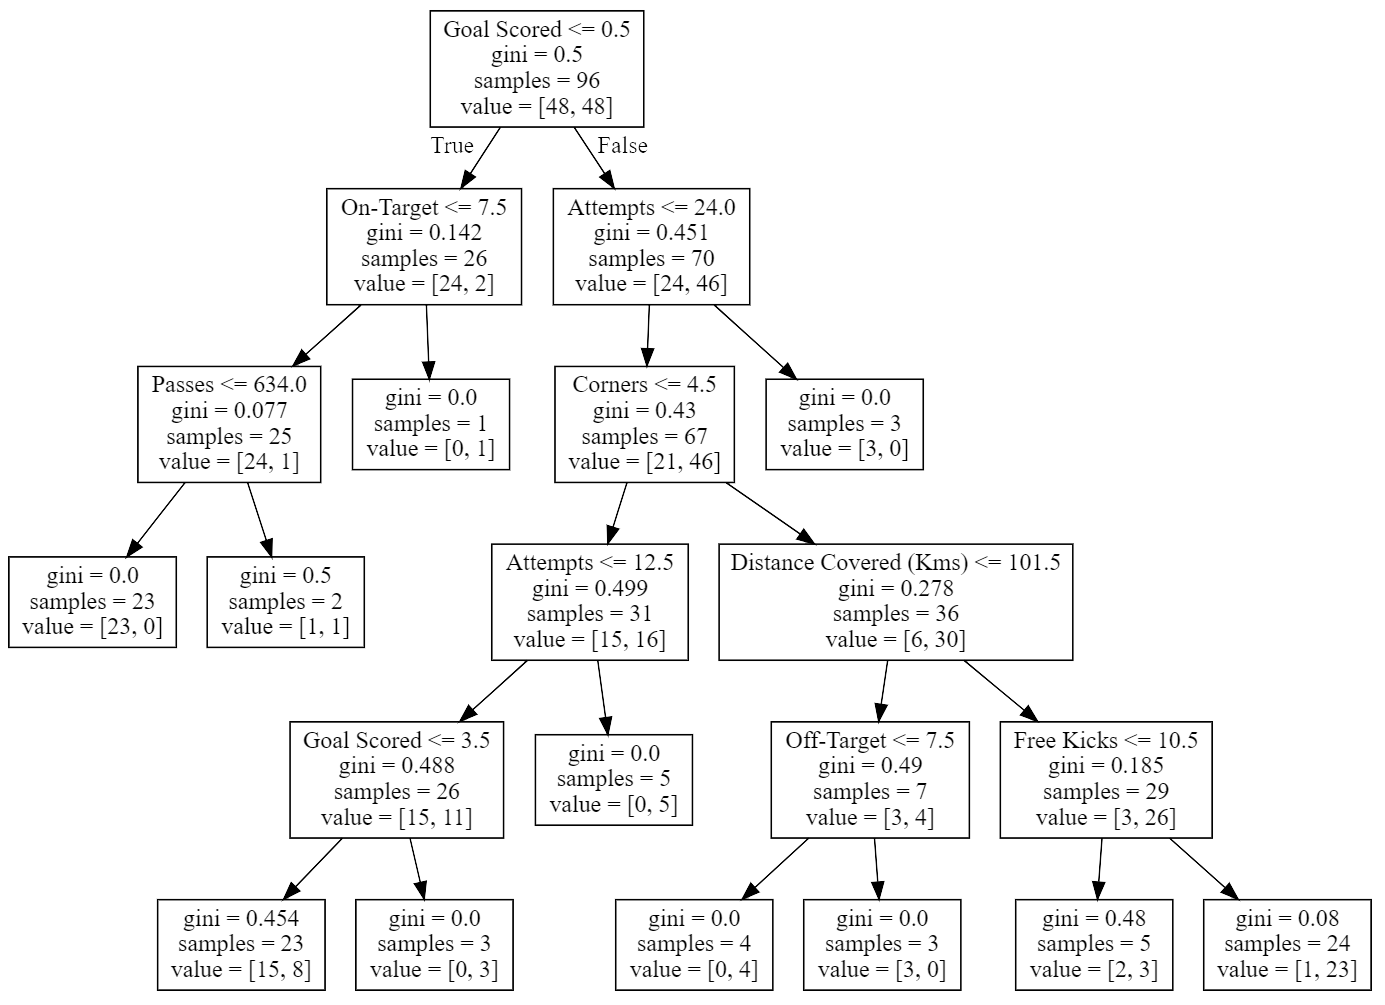 Goal Scored <= 0.5
gini = 0.5
samples = 96
value = [48, 48]
True
False
On-Target <= 7.5
gini = 0.142
samples = 26
value = [24, 2]
Attempts <= 24.0
gini = 0.451
samples = 70
value = [24, 46]
Passes <= 634.0
gini = 0.077
samples = 25
value = [24, 1]
gini = 0.0
samples = 1
value = [0, 1]
Corners <= 4.5
gini = 0.43
samples = 67
value = [21, 46]
gini = 0.0
samples = 3
value = [3, 0]
gini = 0.0
samples = 23
value = [23, 0]
gini = 0.5
samples = 2
value = [1, 1]
Attempts <= 12.5
gini = 0.499
samples = 31
value = [15, 16]
Distance Covered (Kms) <= 101.5
gini = 0.278
samples = 36
value = [6, 30]
Goal Scored <= 3.5
gini = 0.488
samples = 26
value = [15, 11]
gini = 0.0
samples = 5
value = [0, 5]
Off-Target <= 7.5
gini = 0.49
samples = 7
value = [3, 4]
Free Kicks <= 10.5
gini = 0.185
samples = 29
value = [3, 26]
gini = 0.454
samples = 23
value = [15, 8]
gini = 0.0
samples = 3
value = [0, 3]
gini = 0.0
samples = 4
value = [0, 4]
gini = 0.0
samples = 3
value = [3, 0]
gini = 0.48
samples = 5
value = [2, 3]
gini = 0.08
samples = 24
value = [1, 23]